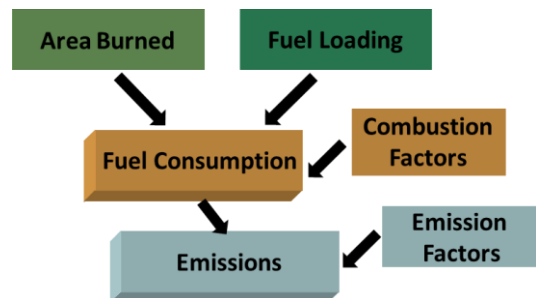 Area Burned
Fuel Loading
Combustion
Factors
Fuel Consumption
Emission
Factors
Emissions